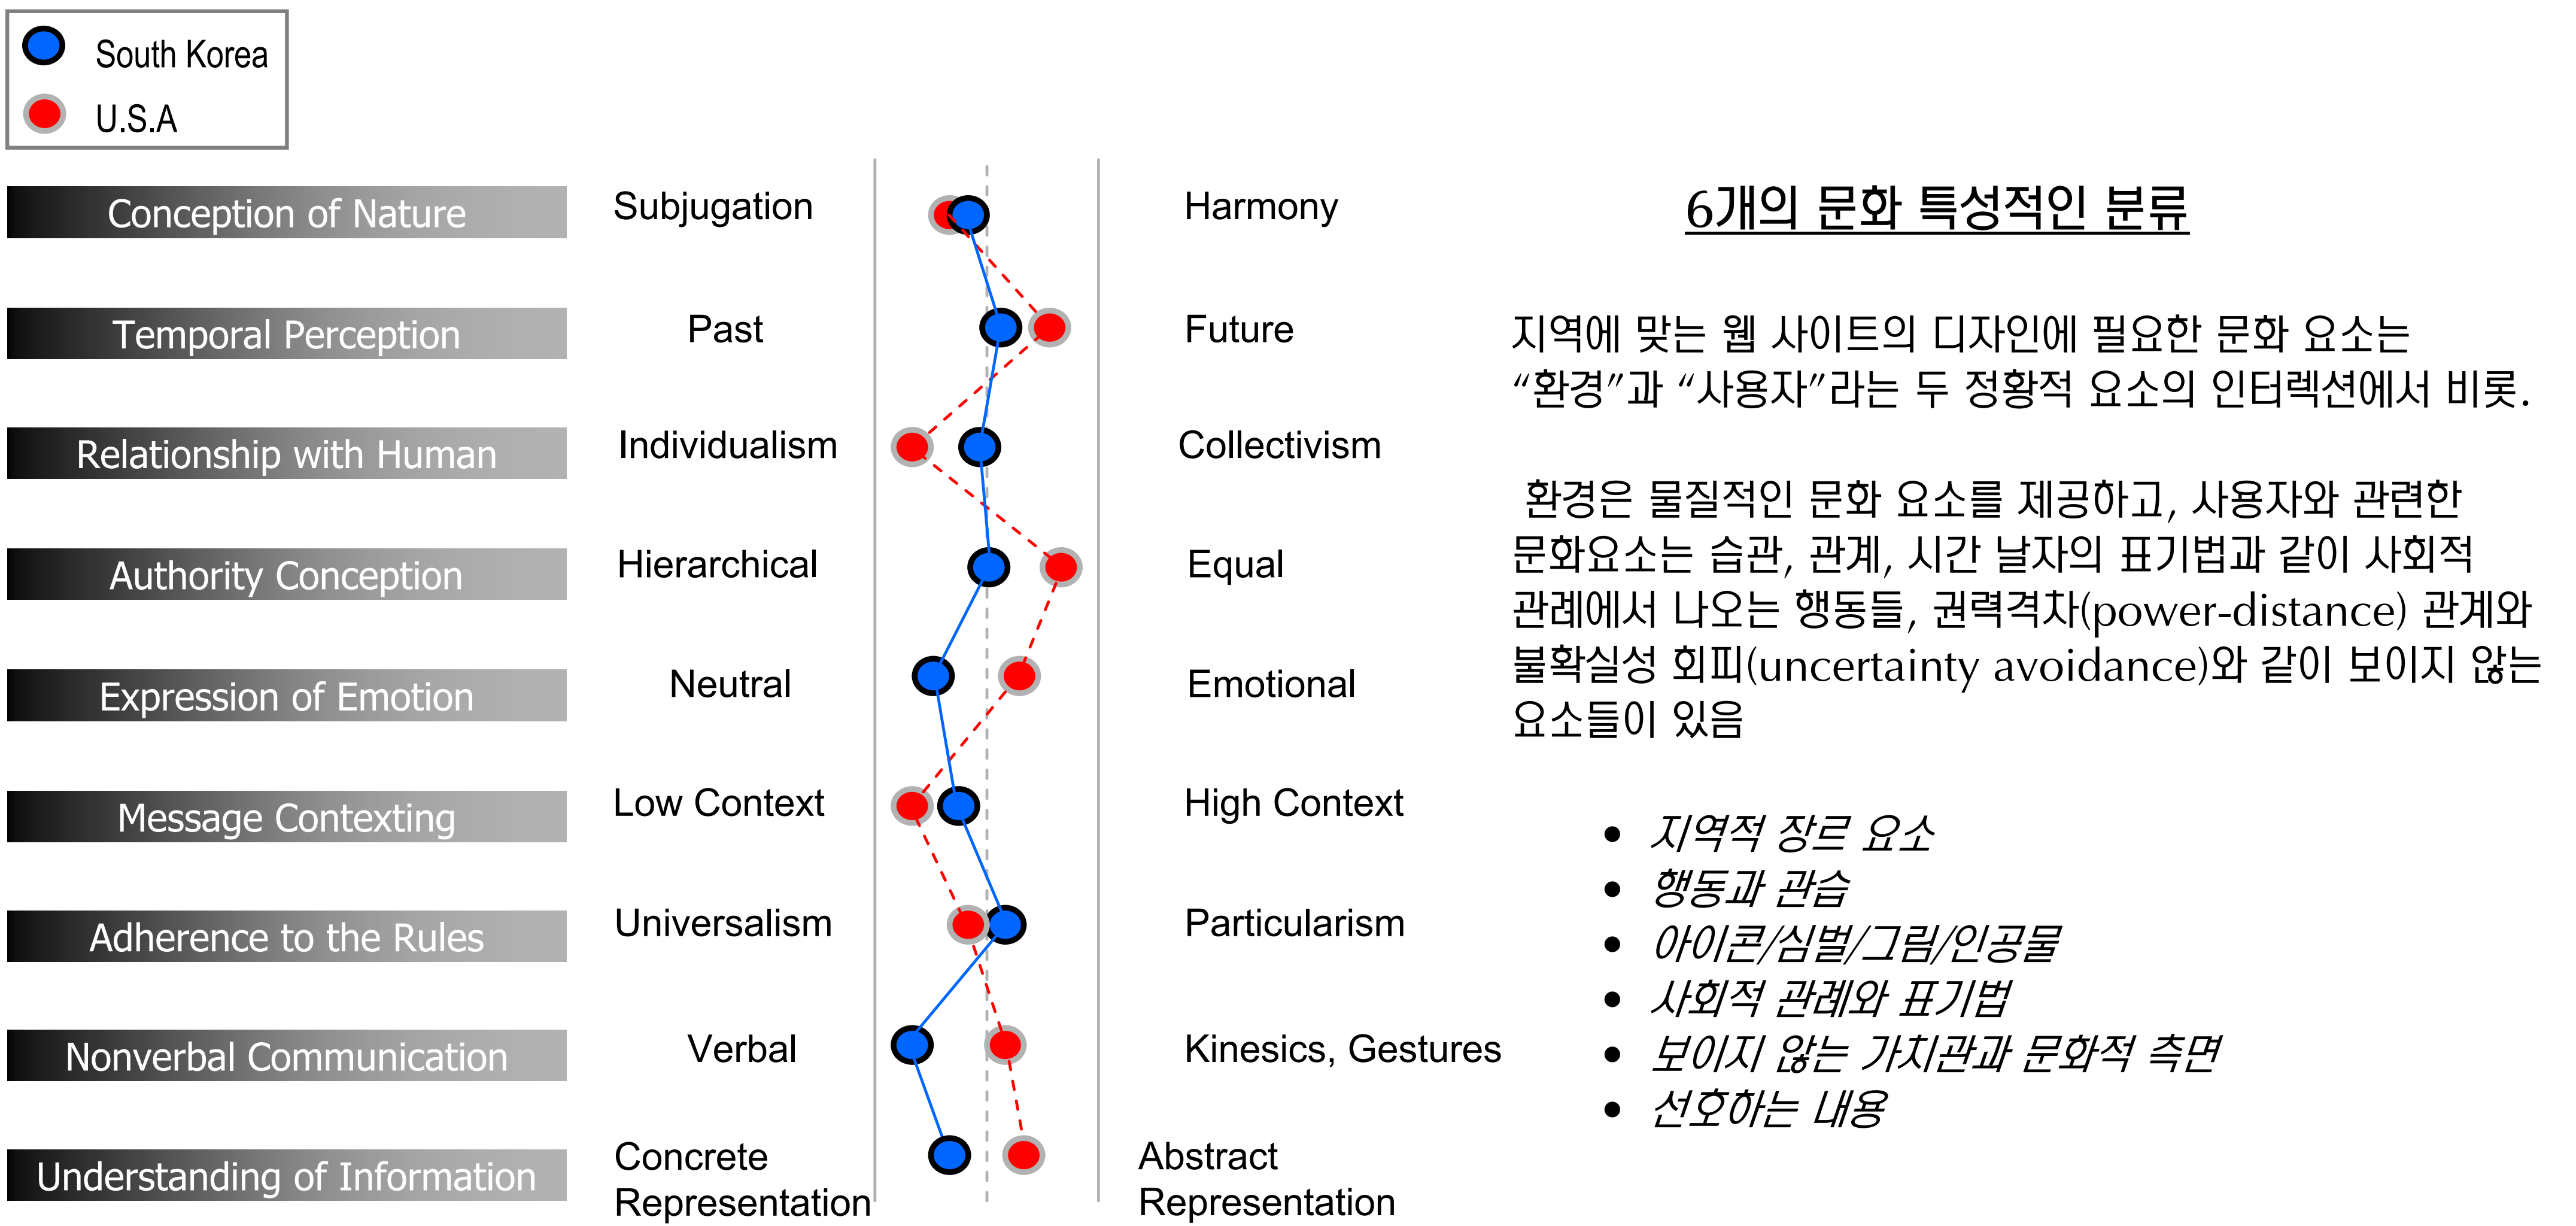 South Korea
U.S.A
Conception of Nature
Subjugation
Harmony
Temporal Perception
Past
Future
Relationship with Human
Individualism
Collectivism
Authority Conception
Hierarchical
Equal
Expression of Emotion
Neutral
Emotional
Message Contexting
Low Context
High Context
Adherence to the Rules
Universalism
Particularism
Nonverbal Communication
Verbal
Kinesics, Gestures
Understanding of Information
Concrete
Representation
Abstract
Representation
6개의 문화 특성적인 분류
지역에 맞는 웹 사이트의 디자인에 필요한 문화 요소는
“환경”과 “사용자”라는 두 정황적 요소의 인터렉션에서 비롯.
환경은 물질적인 문화 요소를 제공하고, 사용자와 관련한
문화요소는 습관, 관계, 시간 날자의 표기법과 같이 사회적
관례에서 나오는 행동들, 권력격차(power-distance) 관계와
불확실성 회피(uncertainty avoidance)와 같이 보이지 않는
요소들이 있음
• 지역적 장르 요소
• 행동과 관습
• 아이콘/심벌/그림/인공물
• 사회적 관례와 표기법
• 보이지 않는 가치관과 문화적 측면
• 선호하는 내용